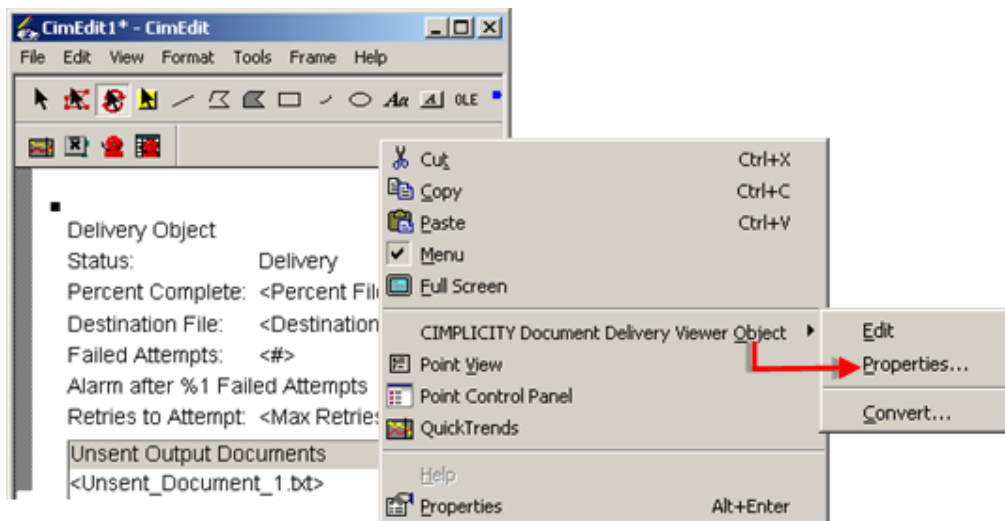 CimEdit1* - CimEdit
File Edit View Format Tools Frame Help
Aa A OLE
Delivery Object
Status: Delivery
Percent Complete: <Percent Fil
Destination File: <Destination
Failed Attempts: <#>
Alarm after %1 Failed Attempts
Retries to Attempt: <Max Retries
Unsent Output Documents
<Unsent_Document_1.txt>
Cut Ctrl+X
Copy Ctrl+C
Paste Ctrl+V
Menu
Full Screen
CIMPLICITY Document Delivery Viewer Object
Point View
Point Control Panel
QuickTrends
Help
Properties Alt+Enter
Edit
Properties...
Convert...